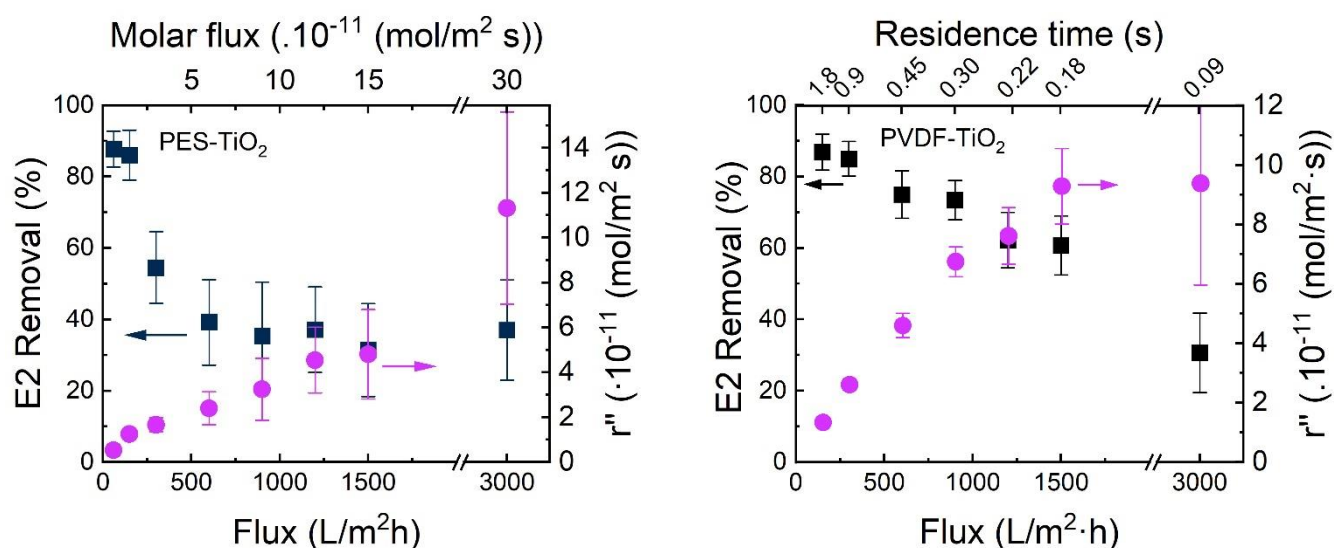 Molar flux (.10⁻¹¹ (mol/m² s))
5 10 15 30
100
80
60
40
20
0
E2 Removal (%)
PES-TiO₂
14
12
10
8
6
4
2
0
r'' (·10⁻¹¹ (mol/m² s)
0 500 1000 1500 3000
Flux (L/m²h)
Residence time (s)
1.8 0.9 0.45 0.30 0.22 0.18 0.09
100
80
60
40
20
0
E2 Removal (%)
PVDF-TiO₂
12
10
8
6
4
2
0
r'' (.10⁻¹¹ (mol/m²·s)
0 500 1000 1500 3000
Flux (L/m²·h)